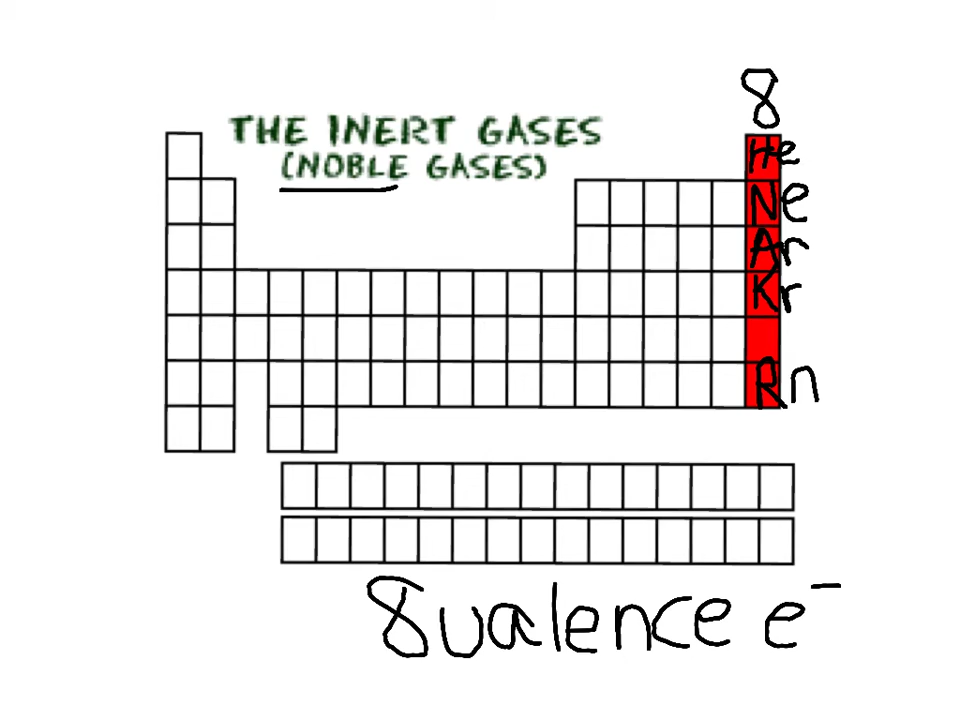 8
THE INERT GASES
(NOBLE GASES)
He
Ne
Ar
Kr
Rn
8 valence e⁻